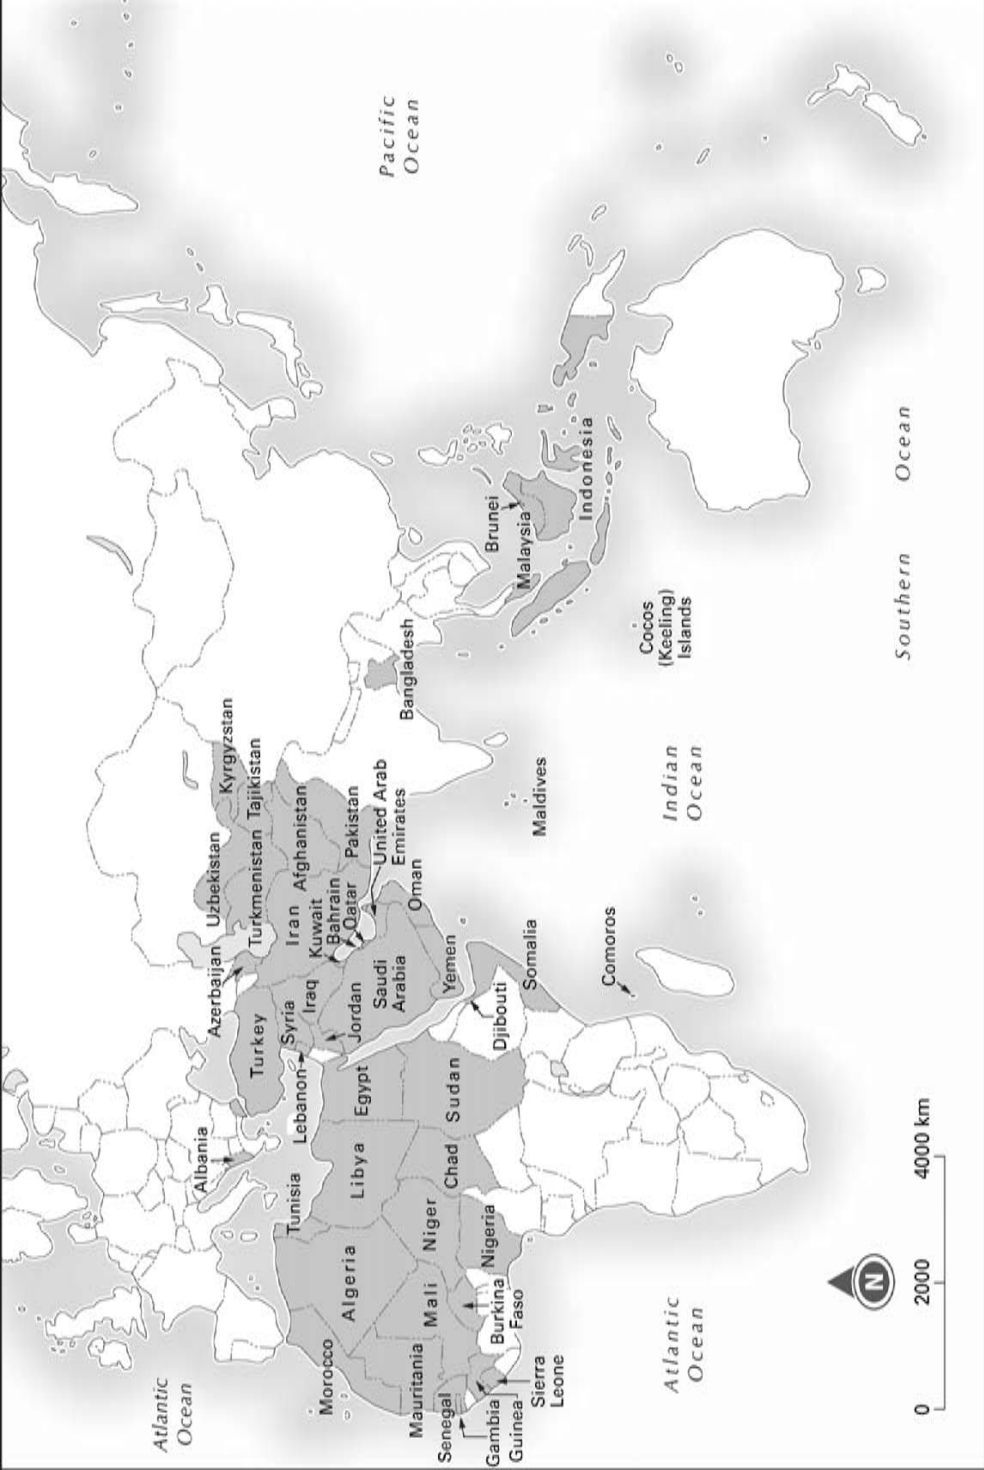 Atlantic
Ocean
Pacific
Ocean
Albania
Azerbaijan
Uzbekistan
Kyrgyzstan
Turkey
Turkmenistan
Tajikistan
Tunisia
Lebanon
Syria
Iraq
Iran
Afghanistan
Kuwait
Bahrain
Qatar
Pakistan
United Arab
Emirates
Oman
Morocco
Algeria
Libya
Egypt
Jordan
Saudi
Arabia
Bangladesh
Mauritania
Mali
Niger
Chad
Sudan
Yemen
Senegal
Gambia
Guinea
Sierra
Leone
Burkina
Faso
Nigeria
Djibouti
Somalia
Maldives
Brunei
Malaysia
Indonesia
Comoros
Cocos
(Keeling)
Islands
Atlantic
Ocean
Indian
Ocean
Southern Ocean
N
0 2000 4000 km